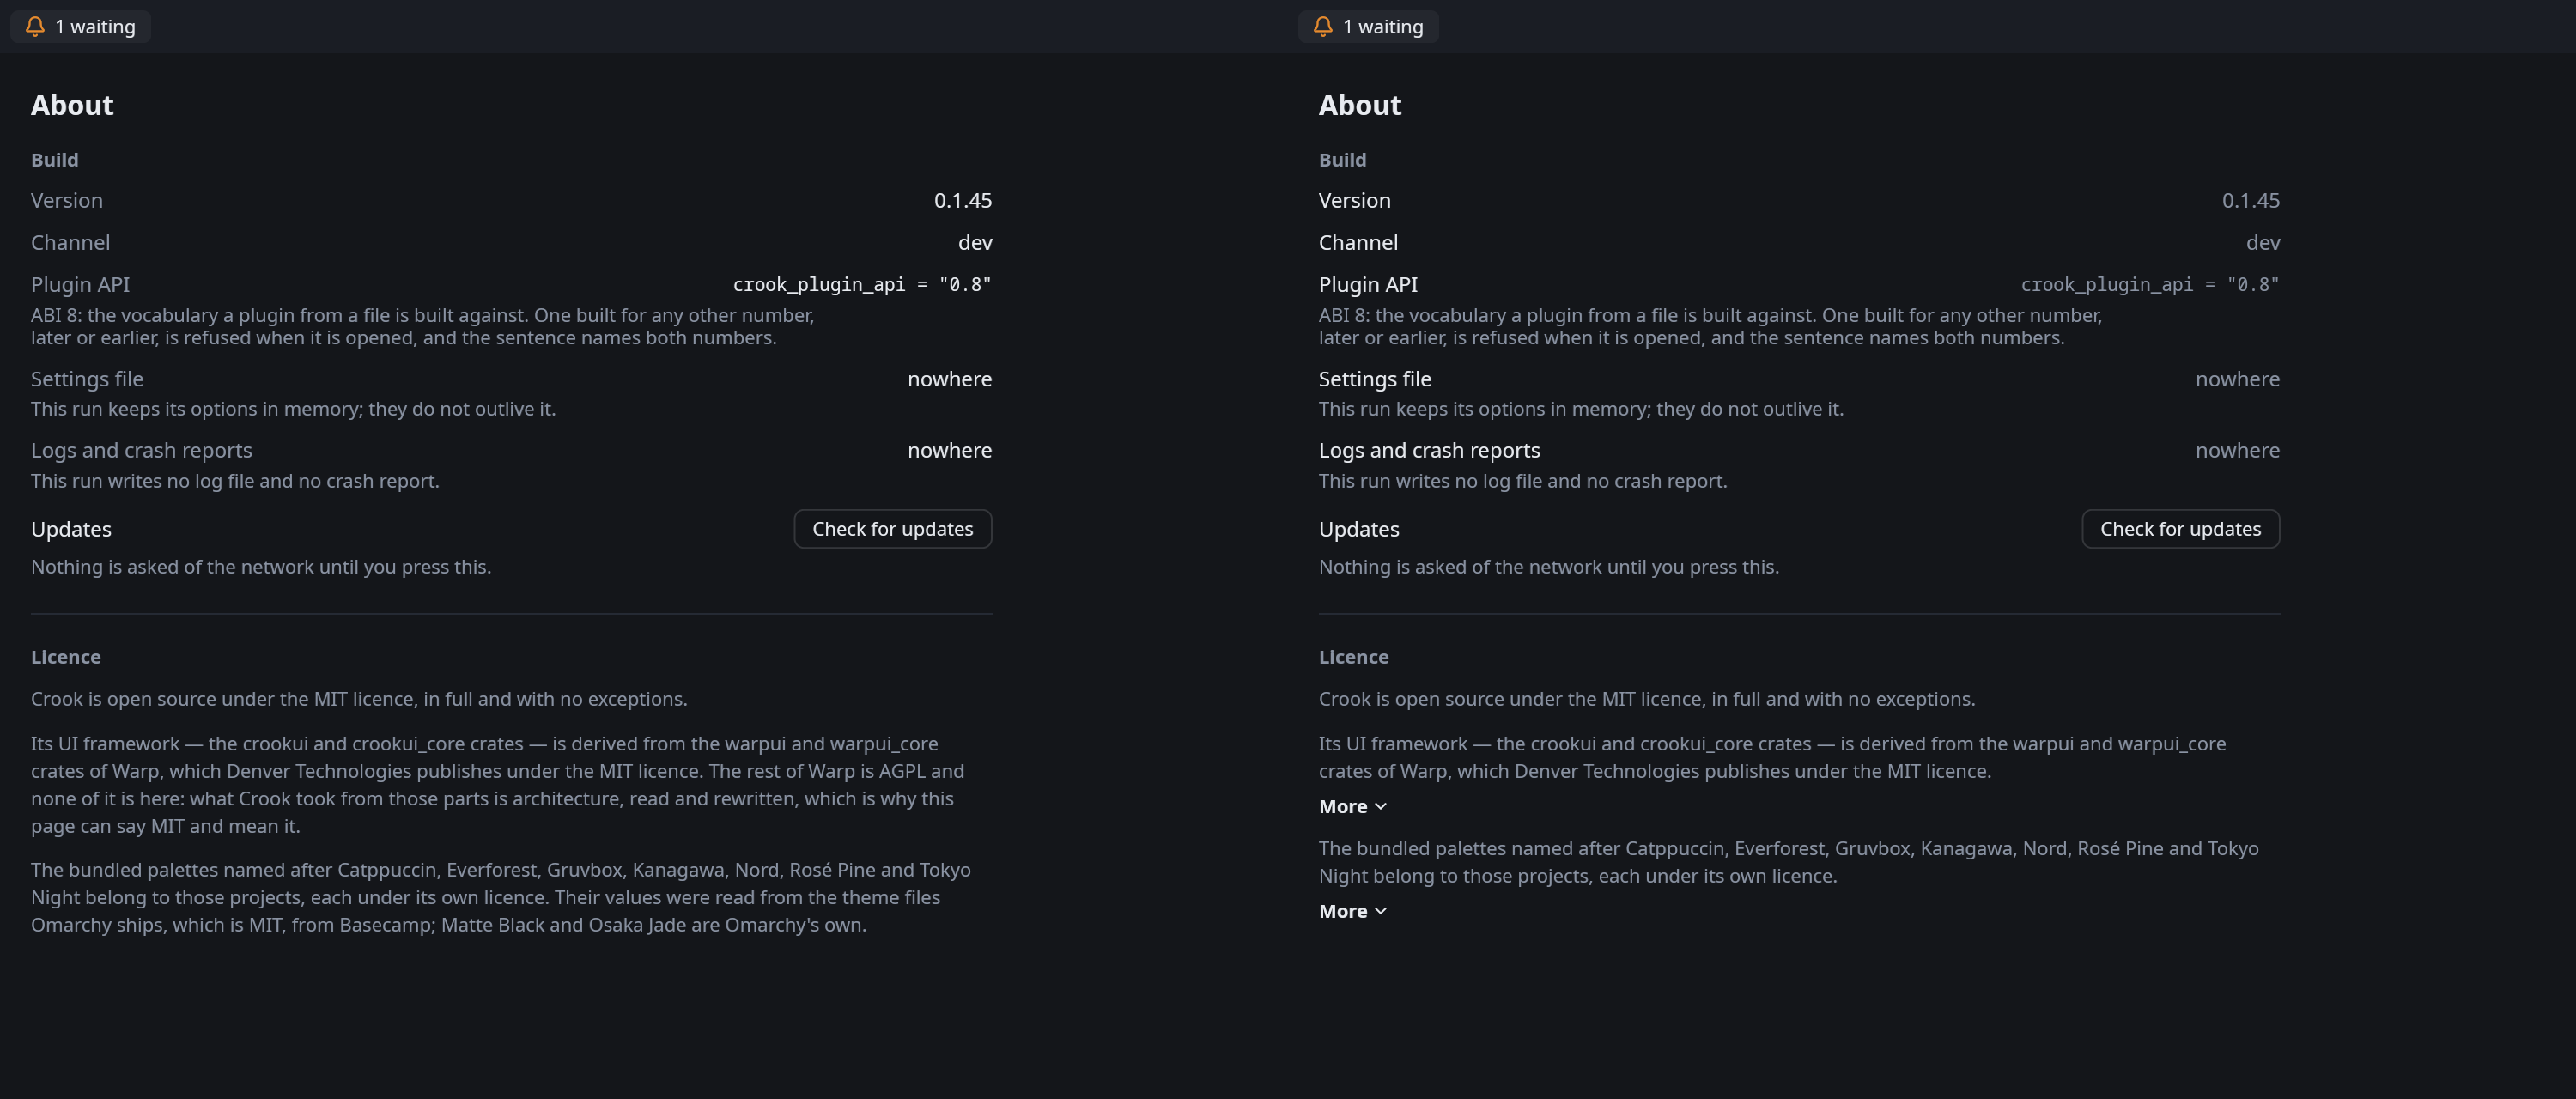 1 waiting
About
Build
Version 0.1.45
Channel dev
Plugin API crook_plugin_api = "0.8"
ABI 8: the vocabulary a plugin from a file is built against. One built for any other number,
later or earlier, is refused when it is opened, and the sentence names both numbers.
Settings file nowhere
This run keeps its options in memory; they do not outlive it.
Logs and crash reports nowhere
This run writes no log file and no crash report.
Updates Check for updates
Nothing is asked of the network until you press this.
Licence
Crook is open source under the MIT licence, in full and with no exceptions.
Its UI framework — the crookui and crookui_core crates — is derived from the warpui and warpui_core
crates of Warp, which Denver Technologies publishes under the MIT licence. The rest of Warp is AGPL and
none of it is here: what Crook took from those parts is architecture, read and rewritten, which is why this
page can say MIT and mean it.
The bundled palettes named after Catppuccin, Everforest, Gruvbox, Kanagawa, Nord, Rosé Pine and Tokyo
Night belong to those projects, each under its own licence. Their values were read from the theme files
Omarchy ships, which is MIT, from Basecamp; Matte Black and Osaka Jade are Omarchy's own.
1 waiting
About
Build
Version 0.1.45
Channel dev
Plugin API crook_plugin_api = "0.8"
ABI 8: the vocabulary a plugin from a file is built against. One built for any other number,
later or earlier, is refused when it is opened, and the sentence names both numbers.
Settings file nowhere
This run keeps its options in memory; they do not outlive it.
Logs and crash reports nowhere
This run writes no log file and no crash report.
Updates Check for updates
Nothing is asked of the network until you press this.
Licence
Crook is open source under the MIT licence, in full and with no exceptions.
Its UI framework — the crookui and crookui_core crates — is derived from the warpui and warpui_core
crates of Warp, which Denver Technologies publishes under the MIT licence.
More
The bundled palettes named after Catppuccin, Everforest, Gruvbox, Kanagawa, Nord, Rosé Pine and Tokyo
Night belong to those projects, each under its own licence.
More